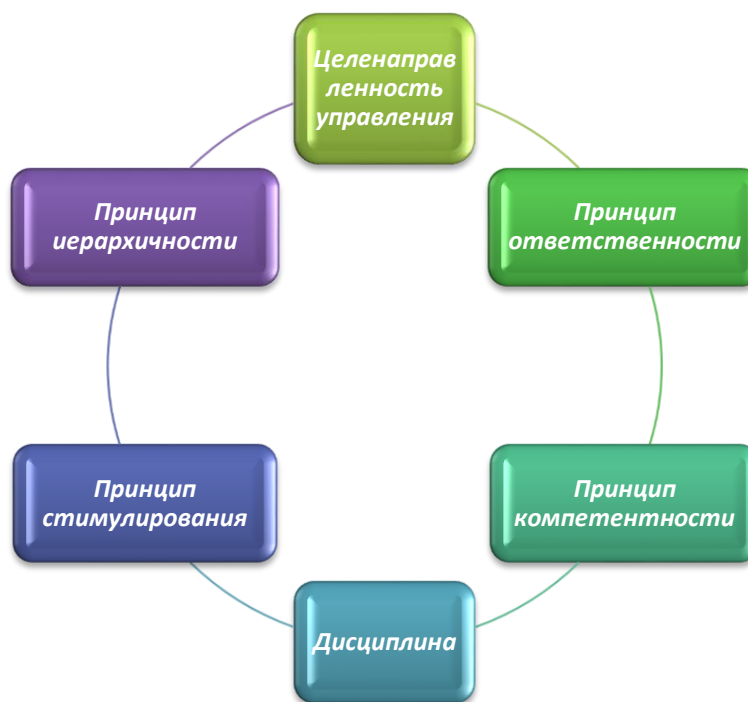 Целенаправ
ленность
управления
Принцип
ответственности
Принцип
компетентности
Дисциплина
Принцип
стимулирования
Принцип
иерархичности